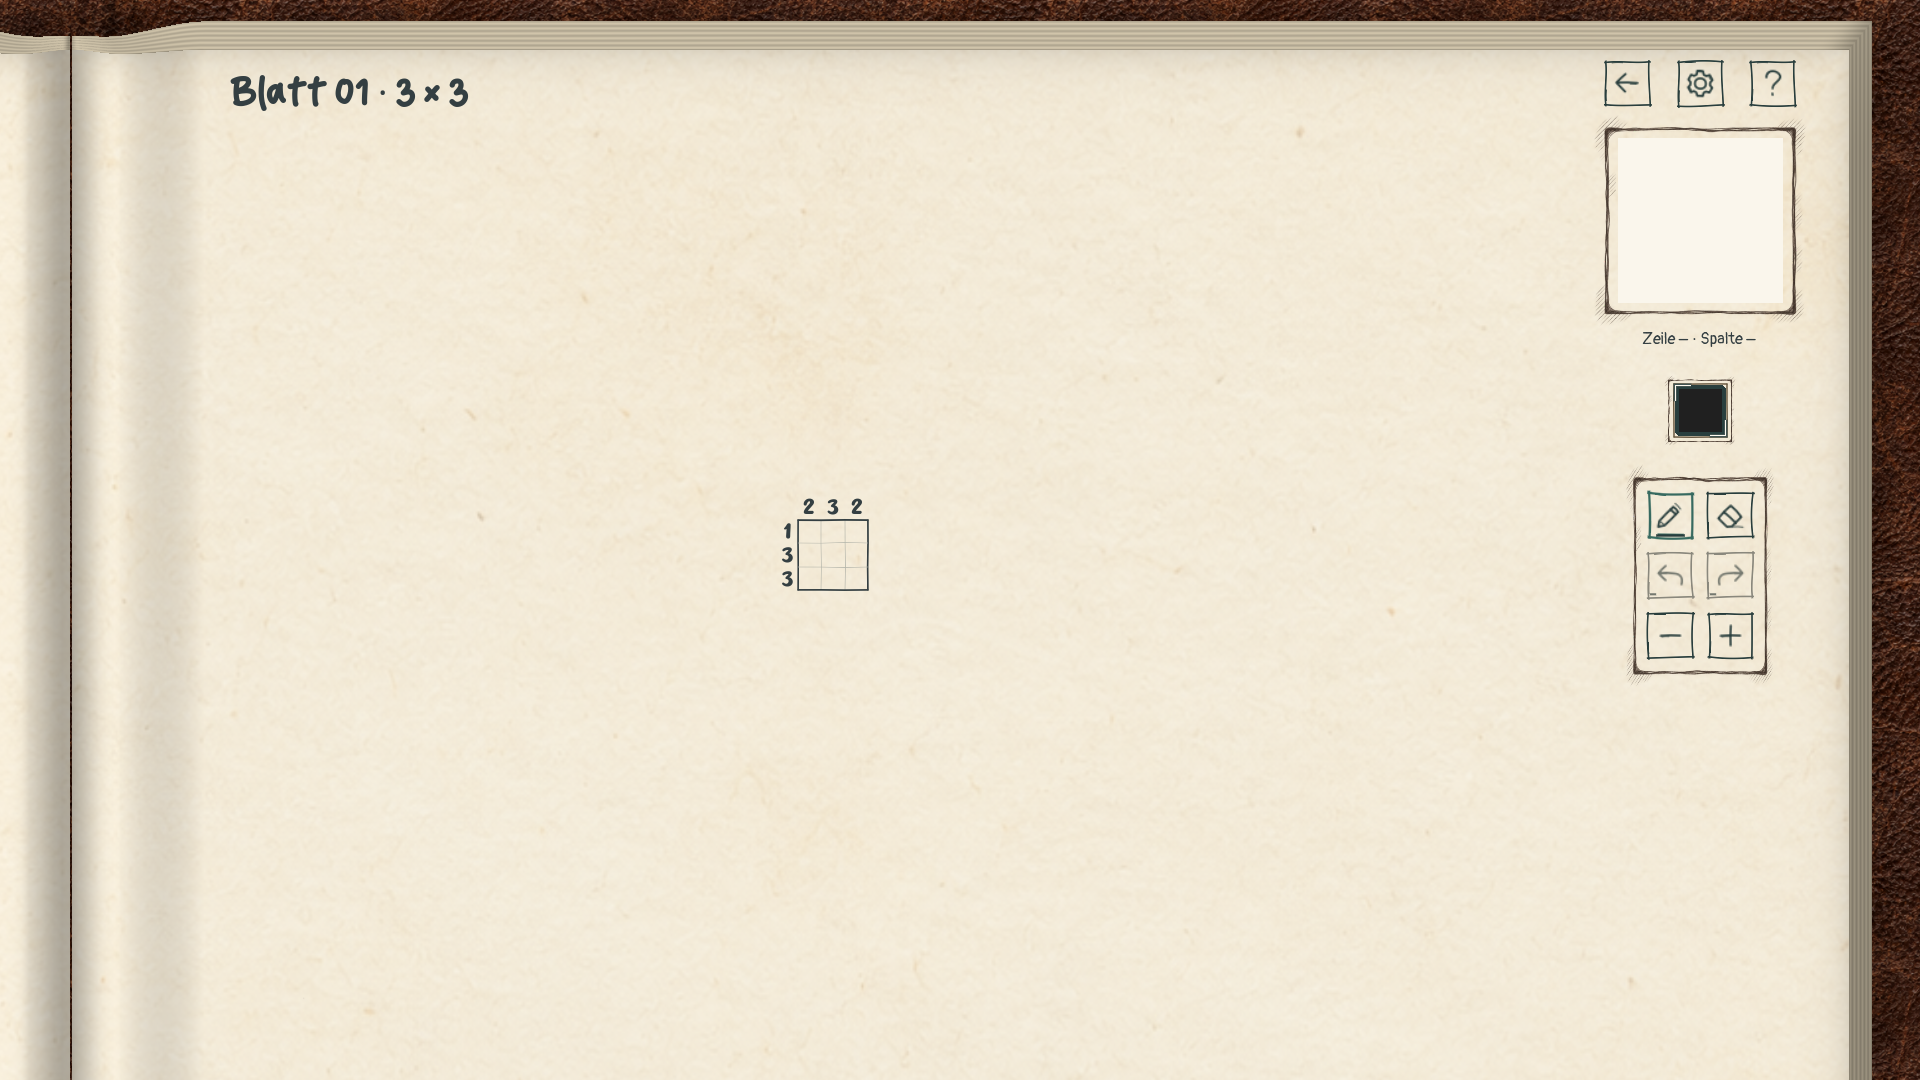 Blatt 01 · 3 × 3
?
Zeile – · Spalte –
2 3 2
1
3
3